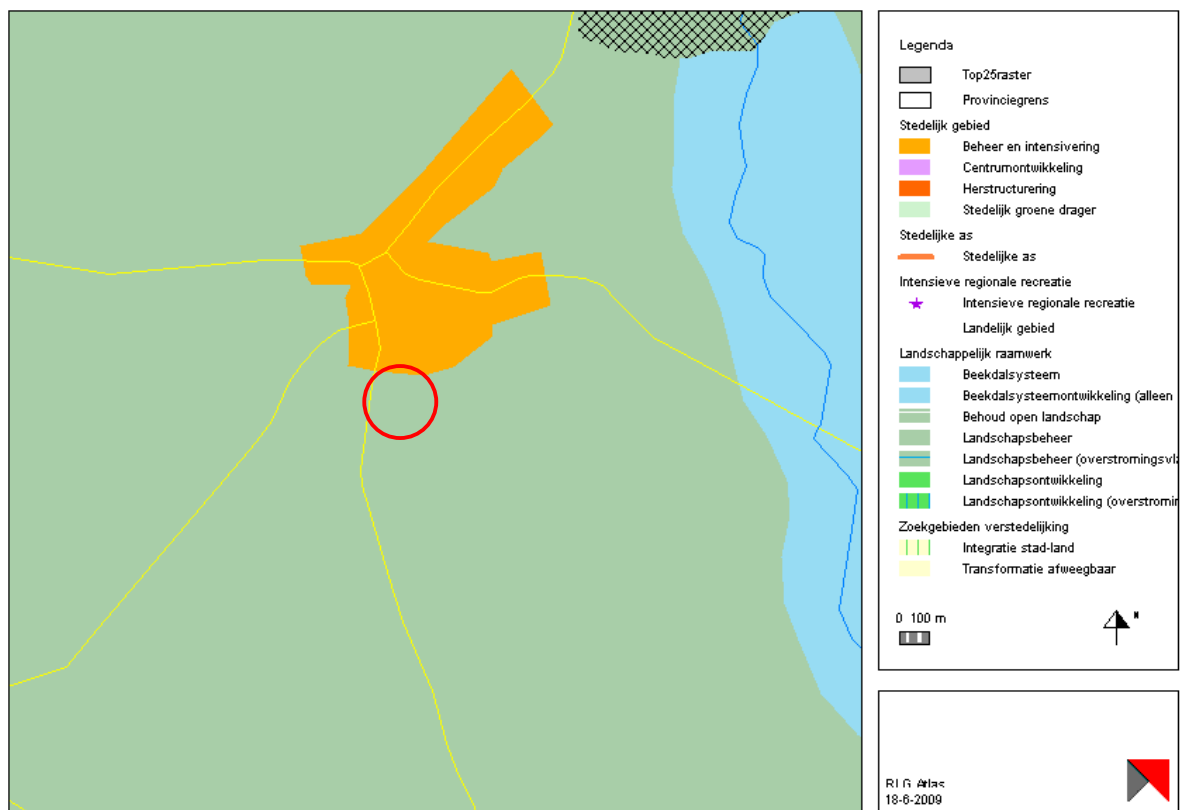 Legenda
Top25raster
Provinciegrens
Stedelijk gebied
Beheer en intensivering
Centrumontwikkeling
Herstructurering
Stedelijk groene drager
Stedelijke as
Stedelijke as
Intensieve regionale recreatie
Intensieve regionale recreatie
Landelijk gebied
Landschappelijk raamwerk
Beekdalsysteem
Beekdalsysteemontwikkeling (alleen
Behoud open landschap
Landschapsbeheer
Landschapsbeheer (overstromingsvl
Landschapsontwikkeling
Landschapsontwikkeling (overstromin
Zoekgebieden verstedelijking
Integratie stad-land
Transformatie afweegbaar
0 100 m
N
RLG Atlas
18-6-2009